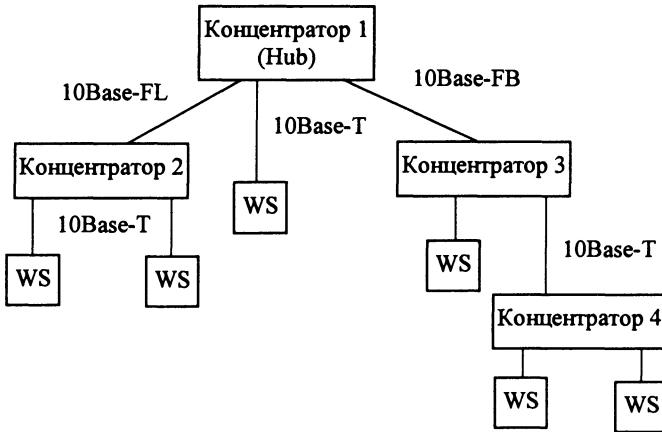 Концентратор 1
(Hub)
10Base-FL
10Base-FB
10Base-T
Концентратор 2
Концентратор 3
WS
10Base-T
WS
WS
WS
10Base-T
Концентратор 4
WS
WS